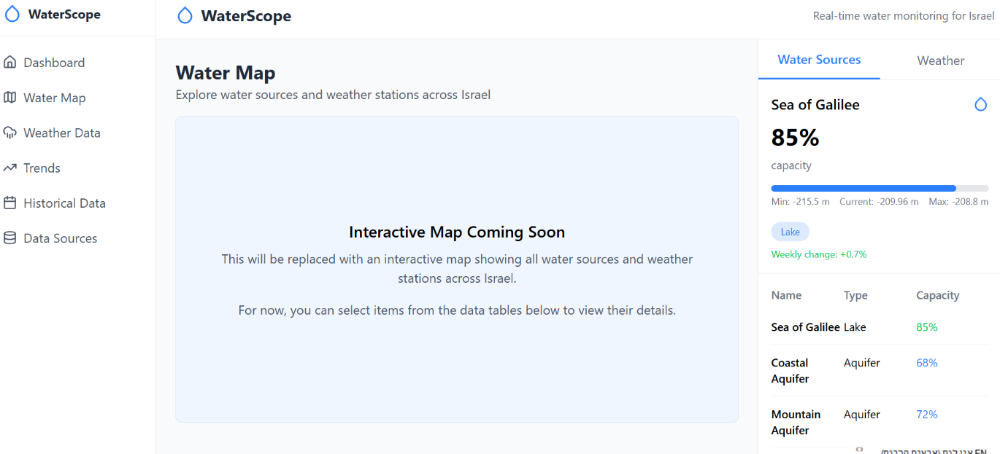 WaterScope
Dashboard
Water Map
Weather Data
Trends
Historical Data
Data Sources
WaterScope
Real-time water monitoring for Israel
Water Map
Explore water sources and weather stations across Israel
Interactive Map Coming Soon
This will be replaced with an interactive map showing all water sources and weather
stations across Israel.
For now, you can select items from the data tables below to view their details.
Water Sources Weather
Sea of Galilee
85%
capacity
Min: -215.5 m Current: -209.96 m Max: -208.8 m
Lake
Weekly change: +0.7%
Name Type Capacity
Sea of Galilee Lake 85%
Coastal
Aquifer Aquifer 68%
Mountain
Aquifer Aquifer 72%
EN